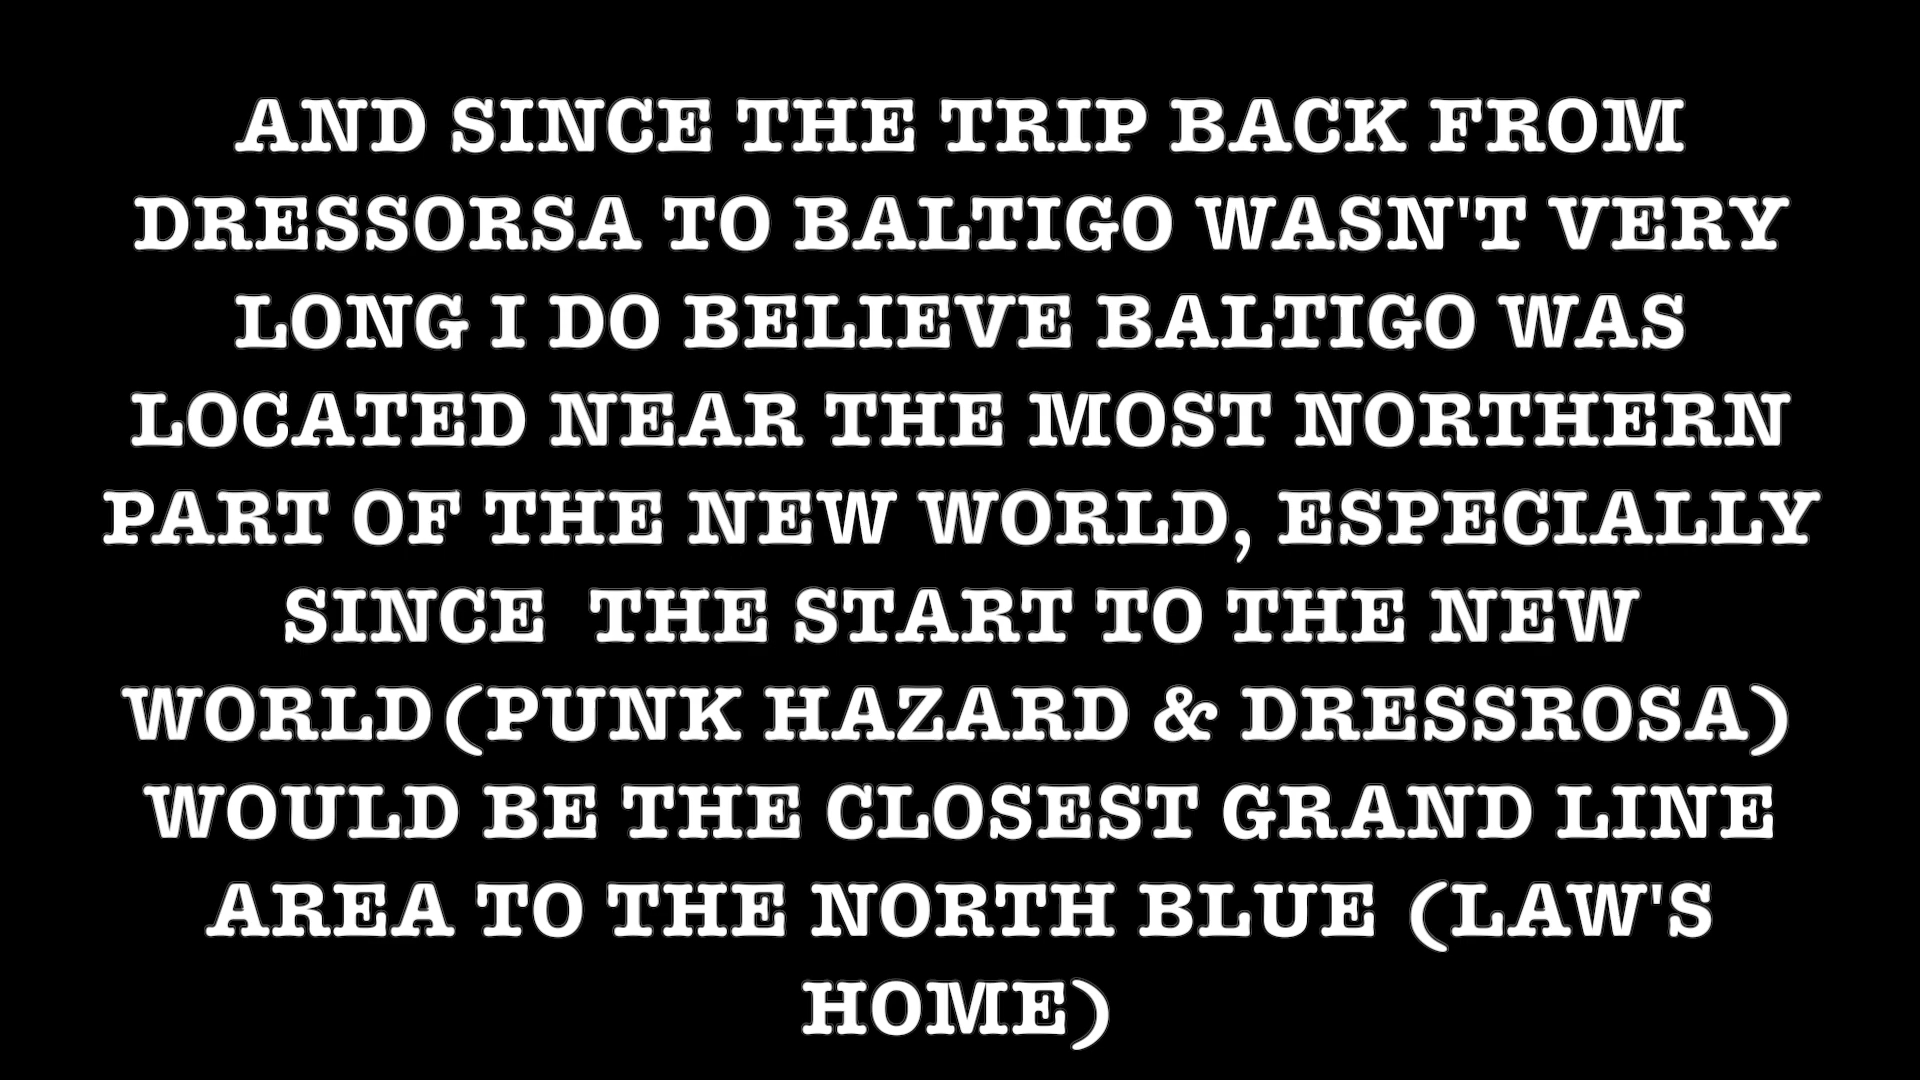 AND SINCE THE TRIP BACK FROM
DRESSORSA TO BALTIGO WASN'T VERY
LONG I DO BELIEVE BALTIGO WAS
LOCATED NEAR THE MOST NORTHERN
PART OF THE NEW WORLD, ESPECIALLY
SINCE  THE START TO THE NEW
WORLD(PUNK HAZARD & DRESSROSA)
WOULD BE THE CLOSEST GRAND LINE
AREA TO THE NORTH BLUE (LAW'S
HOME)